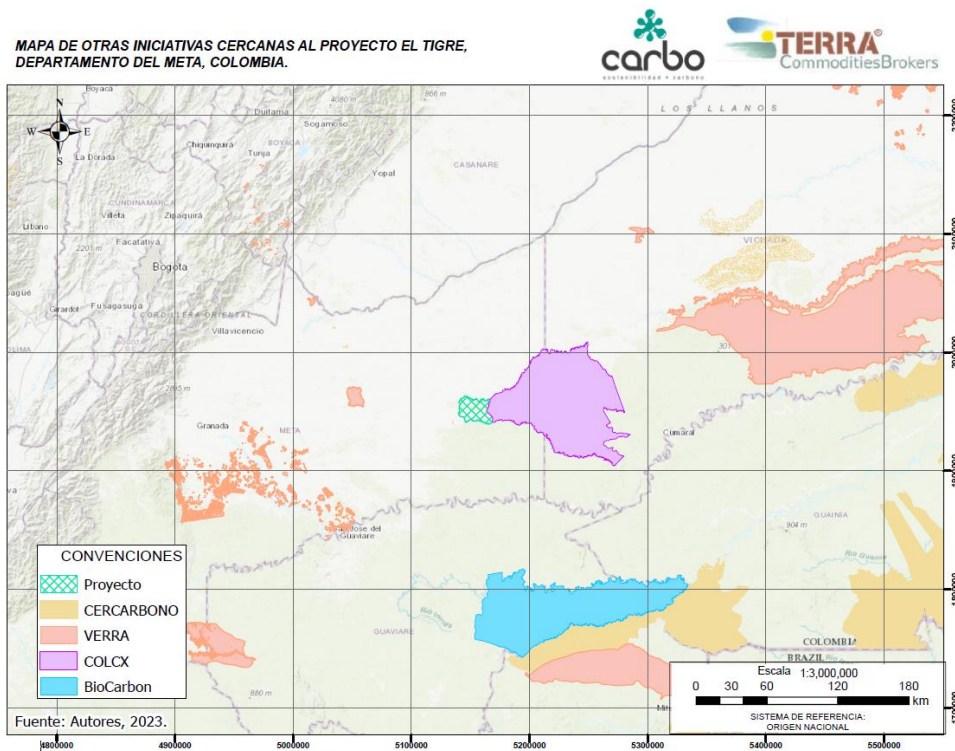 MAPA DE OTRAS INICIATIVAS CERCANAS AL PROYECTO EL TIGRE,
DEPARTAMENTO DEL META, COLOMBIA.
carbo
sostenibilidad + carbono
TERRA®
CommoditiesBrokers
Boyacá
4080 m
866 m
LOS LLANOS
Duitama
Sogamoso
N
W E
S
La Dorada
Chiquinquirá
BOYACÁ
Tunja
CASANARE
Yopal
CUNDINAMARCA
Villeta
Zipaquirá
Líbano
2201 m
Facatativá
VICHADA
Bogota
Girardot
Fusagasugá
CORDILLERA ORIENTAL
Villavicencio
2895 m
Granada
META
Cumaral
San Jose del
Guaviare
904 m
GUAINIA
GUAVIARE
COLOMBIA
BRAZIL
880 m
CONVENCIONES
Proyecto
CERCARBONO
VERRA
COLCX
BioCarbon
Fuente: Autores, 2023.
Escala 1:3,000,000
0 30 60 120 180
km
SISTEMA DE REFERENCIA:
ORIGEN NACIONAL
4800000 4900000 5000000 5100000 5200000 5300000 5400000 5500000